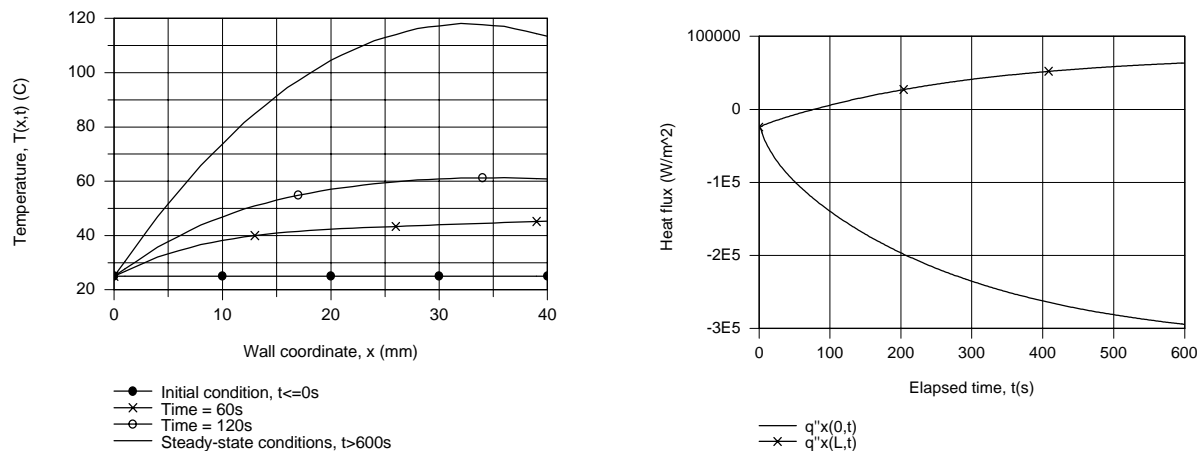 Temperature, T(x,t) (C)
120
100
80
60
40
20
0
10
20
30
40
Wall coordinate, x (mm)
Initial condition, t<=0s
Time = 60s
Time = 120s
Steady-state conditions, t>600s
Heat flux (W/m^2)
100000
0
-1E5
-2E5
-3E5
0
100
200
300
400
500
600
Elapsed time, t(s)
q"x(0,t)
q"x(L,t)